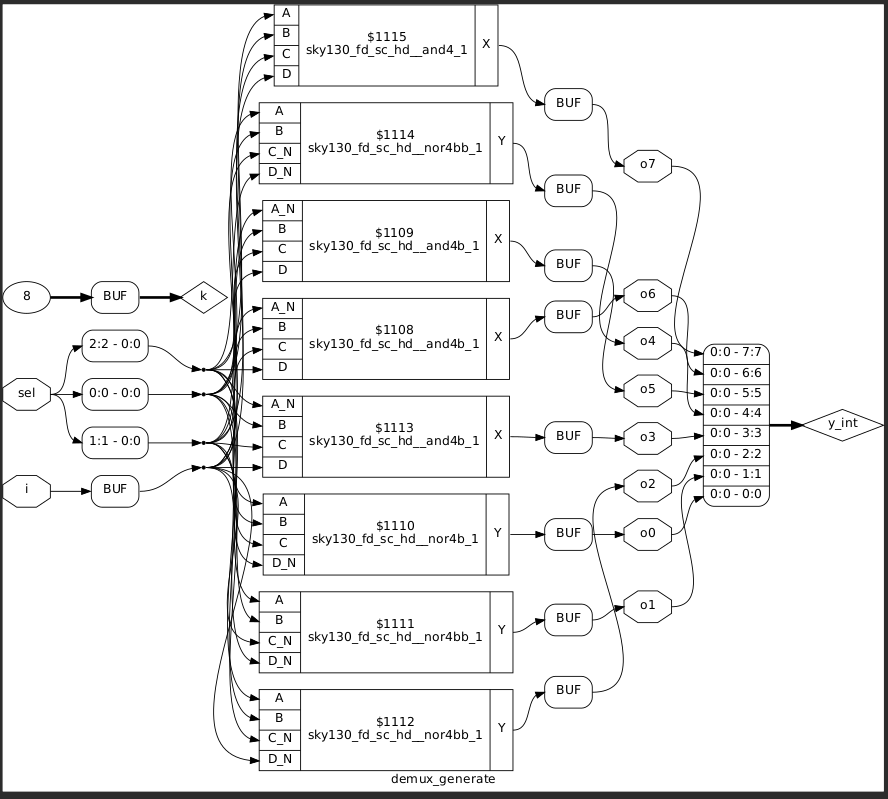 A
B
C
D
$1115
sky130_fd_sc_hd__and4_1
X
BUF
A
B
C_N
D_N
$1114
sky130_fd_sc_hd__nor4bb_1
Y
BUF
o7
A_N
B
C
D
$1109
sky130_fd_sc_hd__and4b_1
X
BUF
8
BUF
k
A_N
B
C
D
$1108
sky130_fd_sc_hd__and4b_1
X
BUF
o6
o4
o5
sel
2:2 - 0:0
0:0 - 0:0
1:1 - 0:0
A_N
B
C
D
$1113
sky130_fd_sc_hd__and4b_1
X
BUF
o3
0:0 - 7:7
0:0 - 6:6
0:0 - 5:5
0:0 - 4:4
0:0 - 3:3
0:0 - 2:2
0:0 - 1:1
0:0 - 0:0
y_int
i
BUF
A
B
C
D_N
$1110
sky130_fd_sc_hd__nor4b_1
Y
BUF
o2
o0
A
B
C_N
D_N
$1111
sky130_fd_sc_hd__nor4bb_1
Y
BUF
o1
A
B
C_N
D_N
$1112
sky130_fd_sc_hd__nor4bb_1
Y
BUF
demux_generate